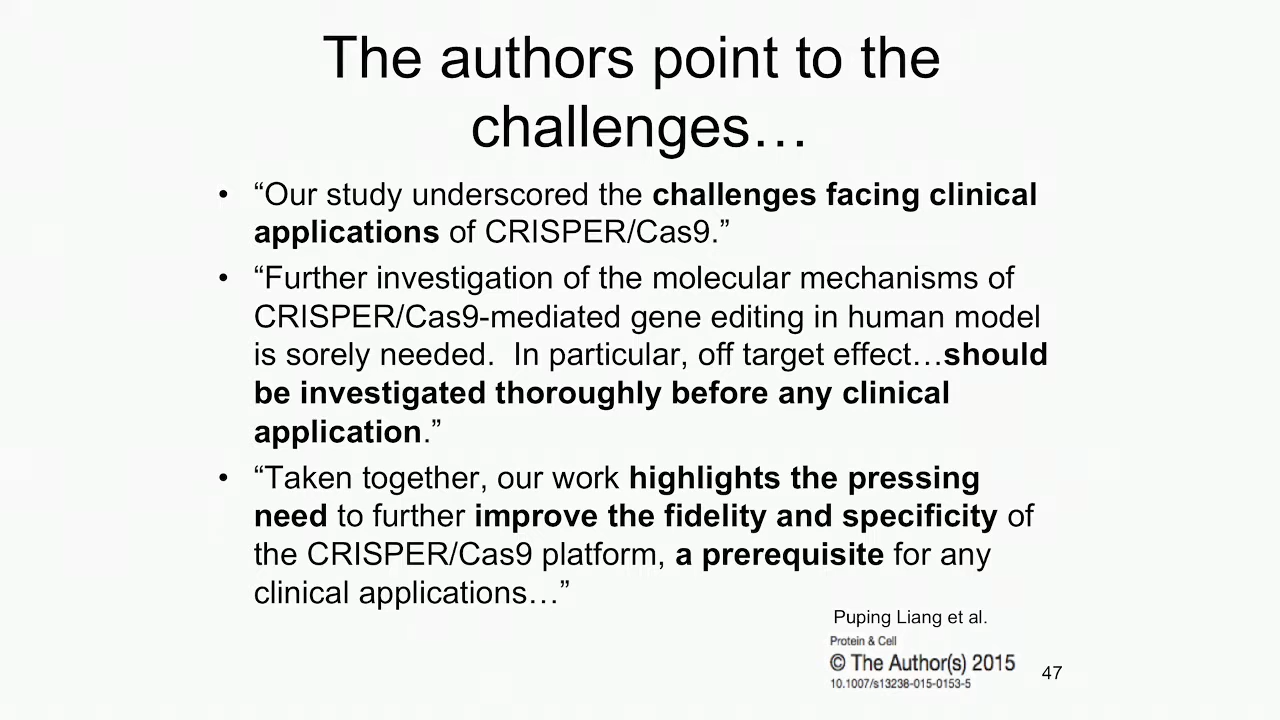 The authors point to the
challenges…
• “Our study underscored the challenges facing clinical
applications of CRISPER/Cas9.”
• “Further investigation of the molecular mechanisms of
CRISPER/Cas9-mediated gene editing in human model
is sorely needed.  In particular, off target effect…should
be investigated thoroughly before any clinical
application.”
• “Taken together, our work highlights the pressing
need to further improve the fidelity and specificity of
the CRISPER/Cas9 platform, a prerequisite for any
clinical applications…”
Puping Liang et al.
Protein & Cell
© The Author(s) 2015
10.1007/s13238-015-0153-5
47